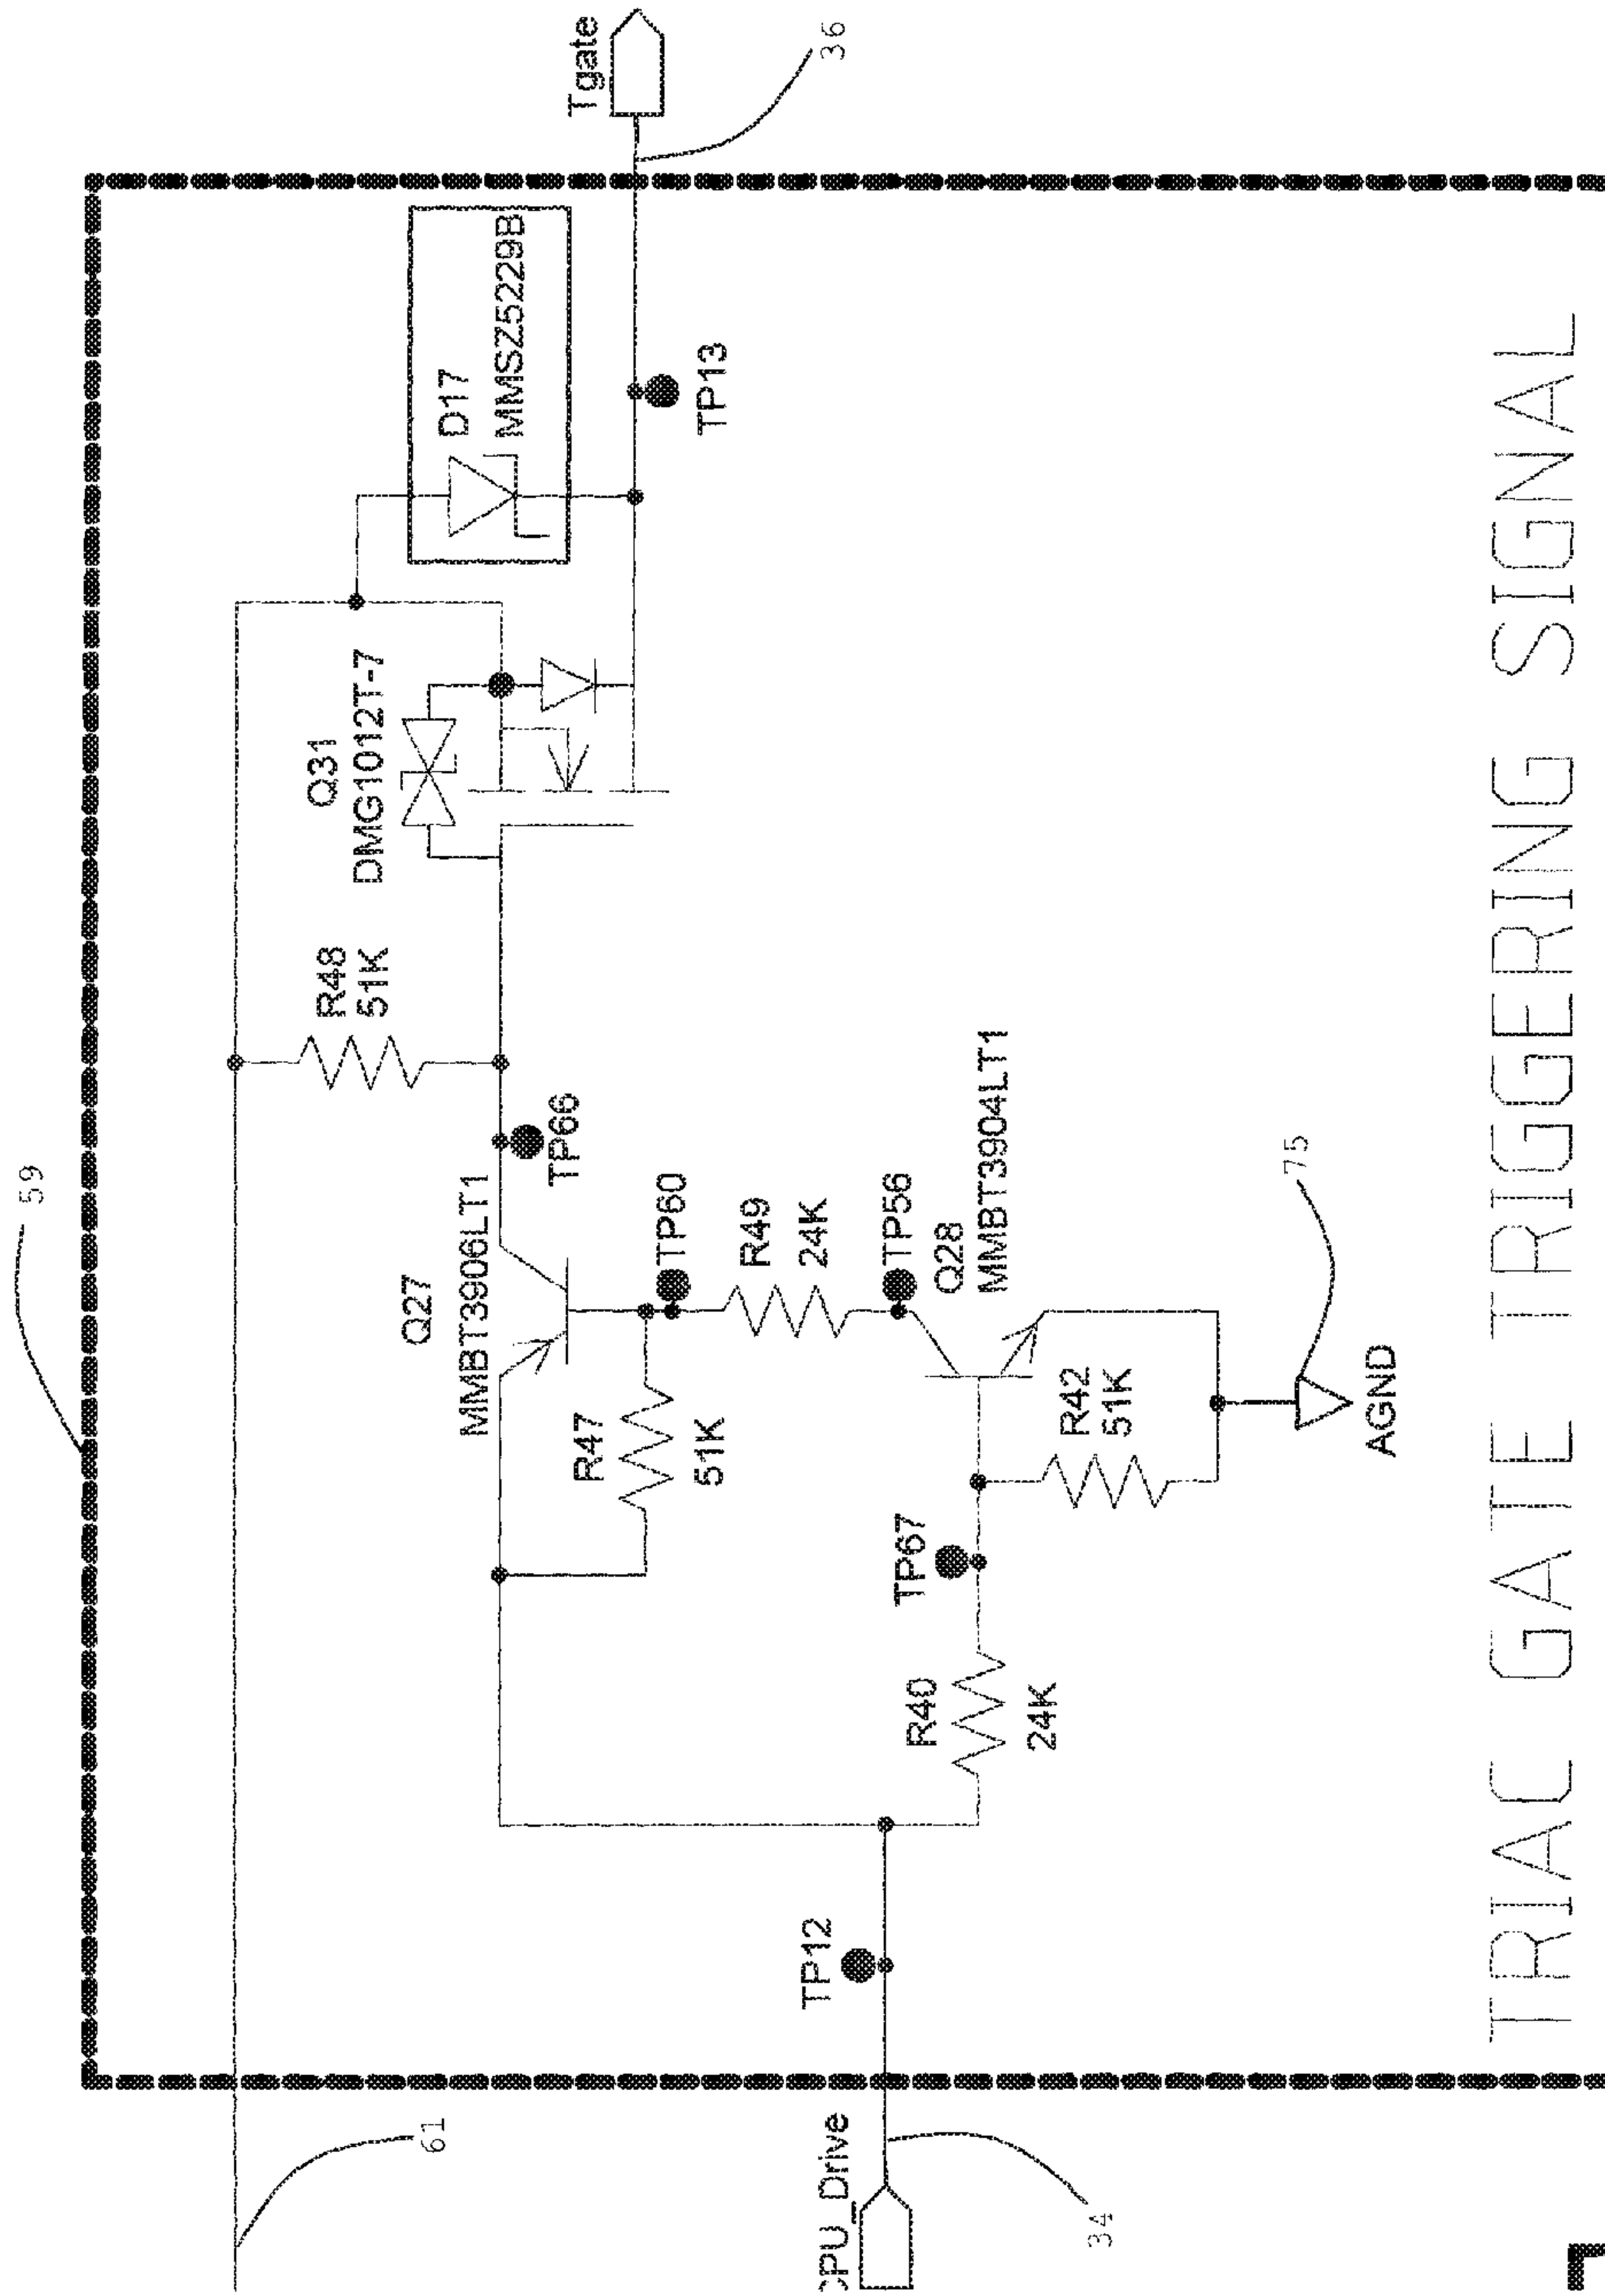 59
61
R48
51K
Q31
DMG1012T-7
D17
MMSZ5229B
Tgate
36
Q27
MMBT3906LT1
TP66
TP13
R47
51K
TP60
R49
24K
TP12
TP67
TP56
Q28
MMBT3904LT1
R40
24K
R42
51K
75
AGND
34
TRIAC GATE TRIGGERING SIGNAL